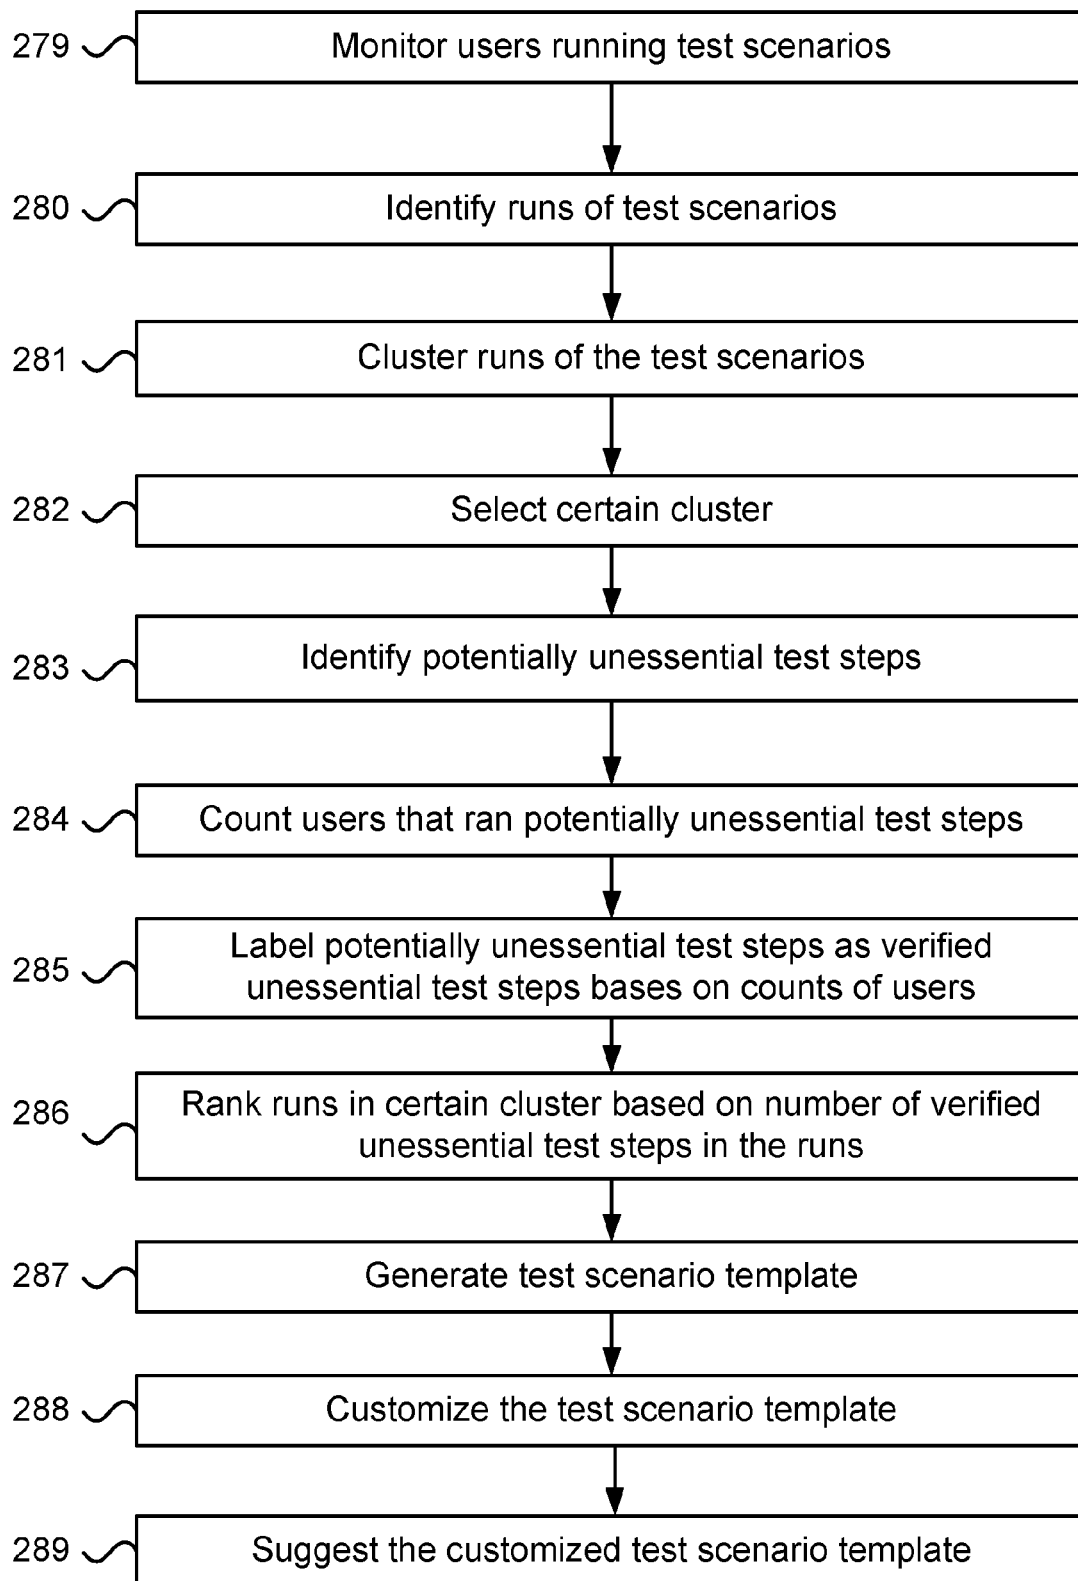 279 Monitor users running test scenarios
280 Identify runs of test scenarios
281 Cluster runs of the test scenarios
282 Select certain cluster
283 Identify potentially unessential test steps
284 Count users that ran potentially unessential test steps
285 Label potentially unessential test steps as verified
unessential test steps bases on counts of users
286 Rank runs in certain cluster based on number of verified
unessential test steps in the runs
287 Generate test scenario template
288 Customize the test scenario template
289 Suggest the customized test scenario template